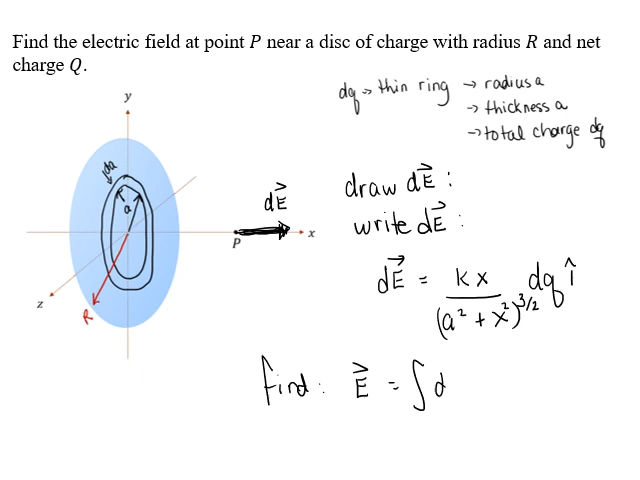 Find the electric field at point P near a disc of charge with radius R and net
charge Q.
dq → thin ring → radius a
→ thickness a
→ total charge dq
y
da
a
dE⃗
P
x
z
R
draw dE⃗ :
write dE⃗ :
dE⃗ = kx / (a² + x²)^3/2 dq î
find : E⃗ = ∫ d